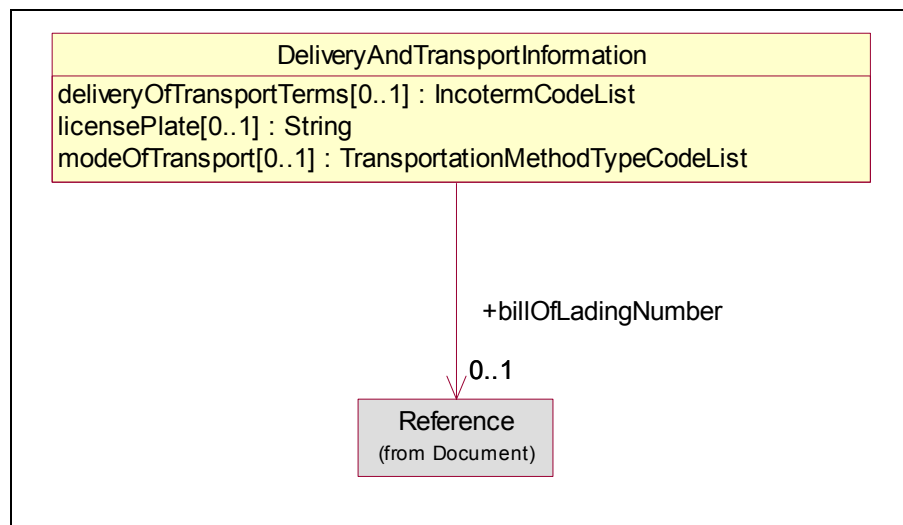 DeliveryAndTransportInformation
deliveryOfTransportTerms[0..1] : IncotermCodeList
licensePlate[0..1] : String
modeOfTransport[0..1] : TransportationMethodTypeCodeList
+billOfLadingNumber
0..1
Reference
(from Document)